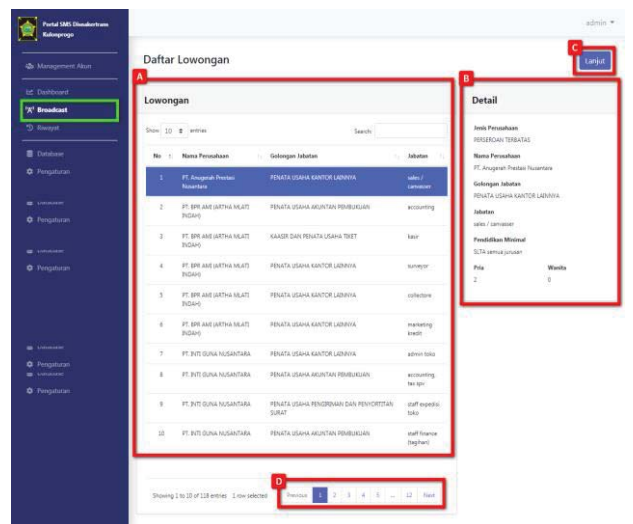 Portal SMS Disnakertrans
Kulonprogo
admin
Management Akun
Dashboard
Broadcast
Riwayat
Database
Pengaturan
Pengaturan
Pengaturan
Pengaturan
Pengaturan
Daftar Lowongan
C
Lanjut
A
Lowongan
Show 10 entries
Search:
No Nama Perusahaan Golongan Jabatan Jabatan
1 PT. Anugerah Prestasi PENATA USAHA KANTOR LAINNYA sales /
Nusantara canvasser
2 PT. BPR AMI (ARTHA MLATI PENATA USAHA AKUNTAN PEMBUKUAN accounting
INDAH)
3 PT. BPR AMI (ARTHA MLATI KAASIR DAN PENATA USAHA TIKET kasir
INDAH)
4 PT. BPR AMI (ARTHA MLATI PENATA USAHA KANTOR LAINNYA surveyor
INDAH)
5 PT. BPR AMI (ARTHA MLATI PENATA USAHA KANTOR LAINNYA collectore
INDAH)
6 PT. BPR AMI (ARTHA MLATI PENATA USAHA KANTOR LAINNYA marketing
INDAH) kredit
7 PT. INTI GUNA NUSANTARA PENATA USAHA KANTOR LAINNYA admin toko
8 PT. INTI GUNA NUSANTARA PENATA USAHA AKUNTAN PEMBUKUAN accounting
tax spv
9 PT. INTI GUNA NUSANTARA PENATA USAHA PENGIRIMAN DAN PENYORTITAN staff expedisi
SURAT toko
10 PT. INTI GUNA NUSANTARA PENATA USAHA AKUNTAN PEMBUKUAN staff finance
(tagihan)
Showing 1 to 10 of 118 entries 1 row selected
D
Previous 1 2 3 4 5 ... 12 Next
B
Detail
Jenis Perusahaan
PERSEROAN TERBATAS
Nama Perusahaan
PT. Anugerah Prestasi Nusantara
Golongan Jabatan
PENATA USAHA KANTOR LAINNYA
Jabatan
sales / canvasser
Pendidikan Minimal
SLTA semua jurusan
Pria Wanita
2 0